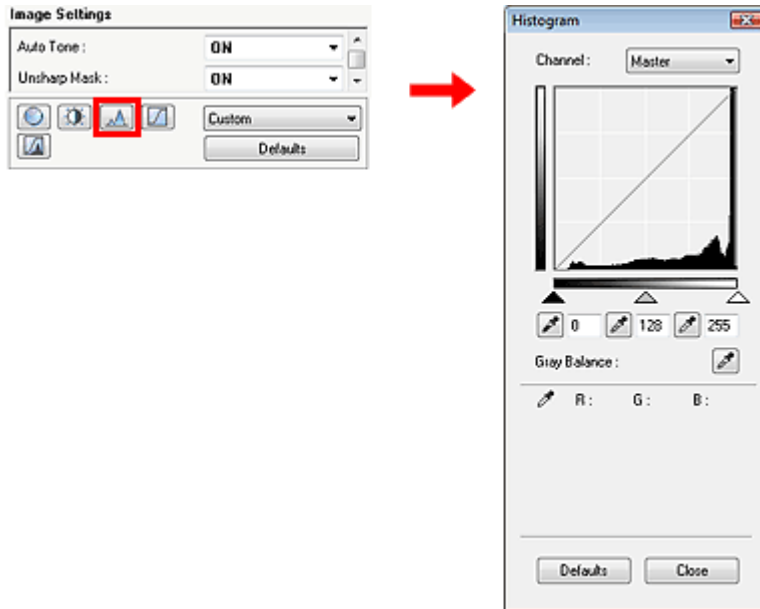 Image Settings
Auto Tone : ON
Unsharp Mask : ON
Custom
Defaults
Histogram
Channel : Master
0 128 255
Gray Balance :
R : G : B :
Defaults Close